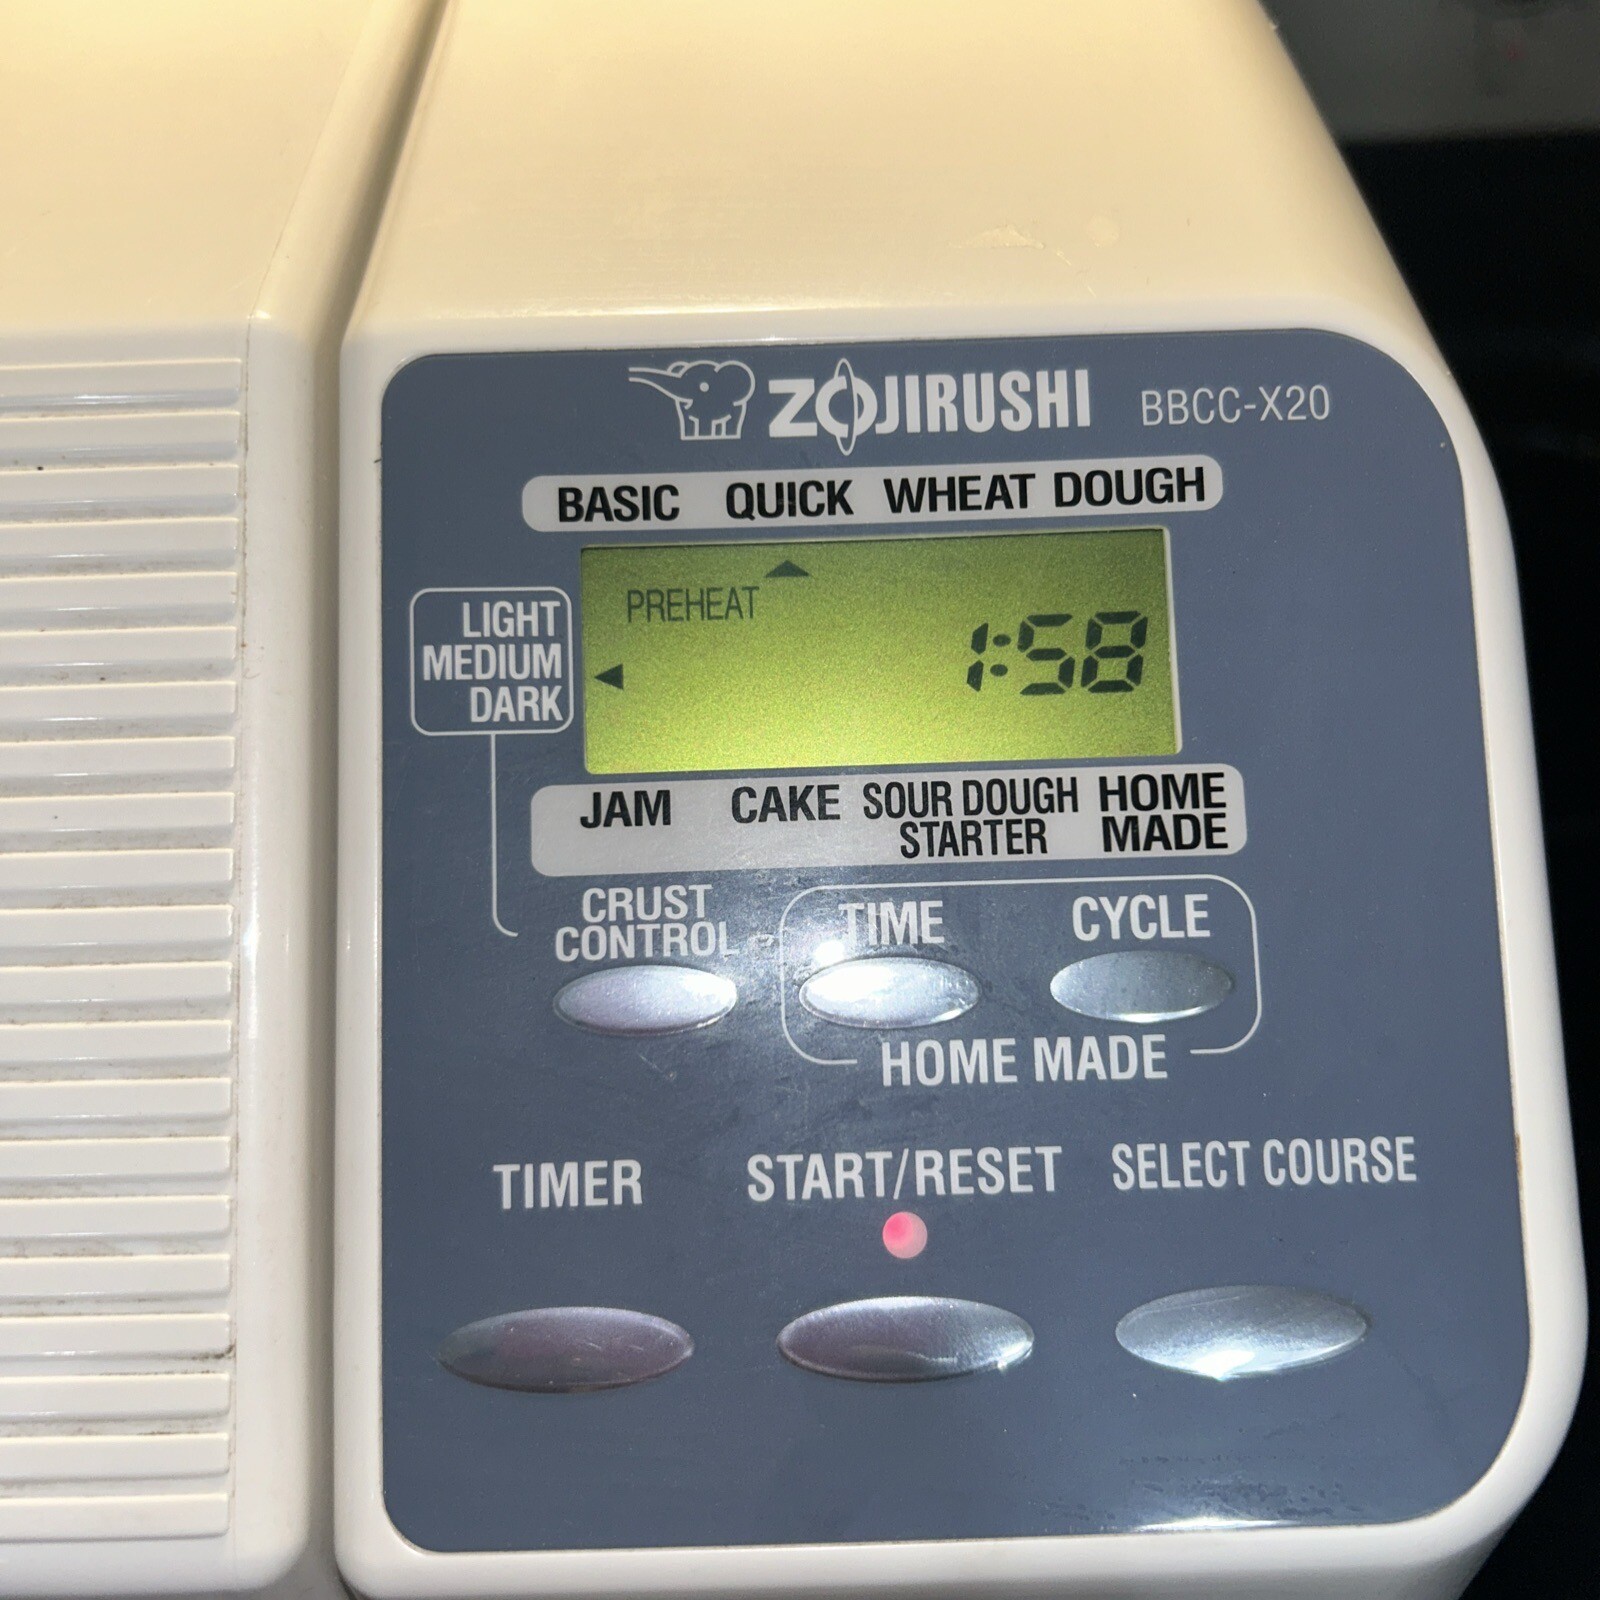 ZOJIRUSHI BBCC-X20
BASIC QUICK WHEAT DOUGH
PREHEAT
1:58
LIGHT
MEDIUM
DARK
JAM CAKE SOUR DOUGH STARTER HOME MADE
CRUST CONTROL
TIME CYCLE
HOME MADE
TIMER START/RESET SELECT COURSE